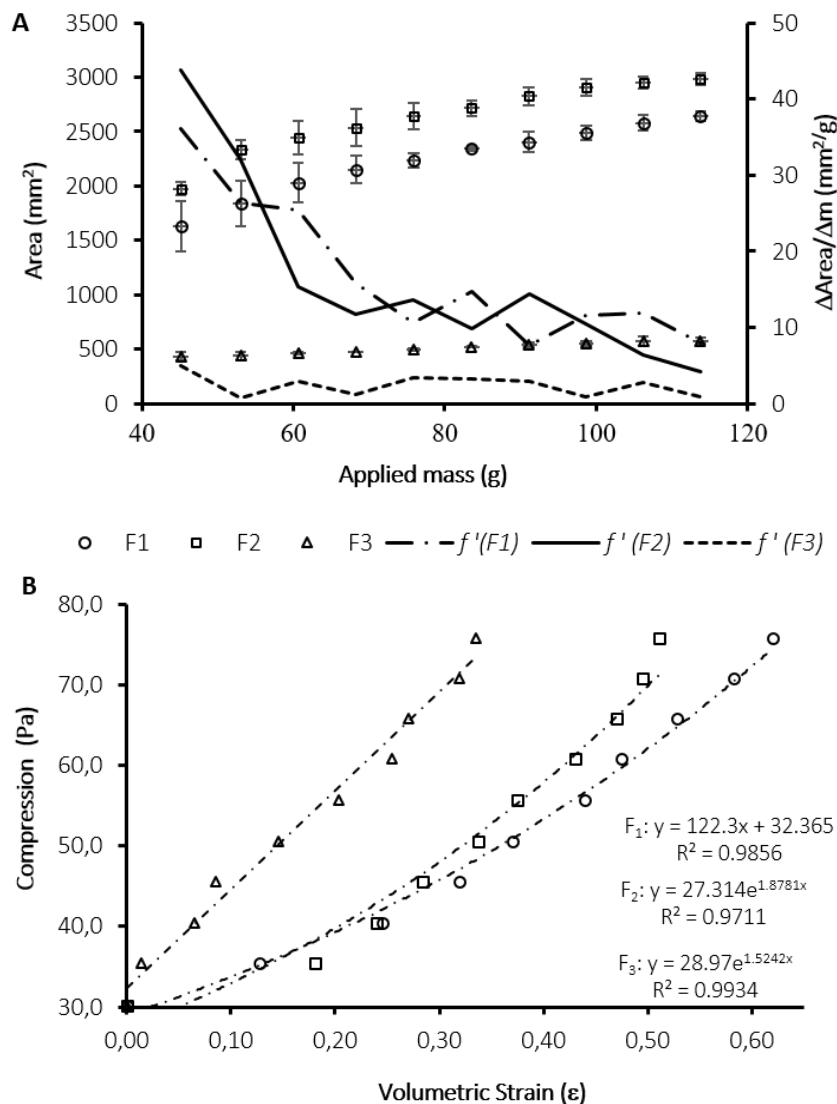 A
3500
3000
2500
2000
1500
1000
500
0
Area (mm²)
50
40
30
20
10
0
ΔArea/Δm (mm²/g)
40 60 80 100 120
Applied mass (g)
F1 F2 F3 f '(F1) f ' (F2) f ' (F3)
B
80,0
70,0
60,0
50,0
40,0
30,0
Compression (Pa)
F₁: y = 122.3x + 32.365
R² = 0.9856
F₂: y = 27.314e^1.8781x
R² = 0.9711
F₃: y = 28.97e^1.5242x
R² = 0.9934
0,00 0,10 0,20 0,30 0,40 0,50 0,60
Volumetric Strain (ε)